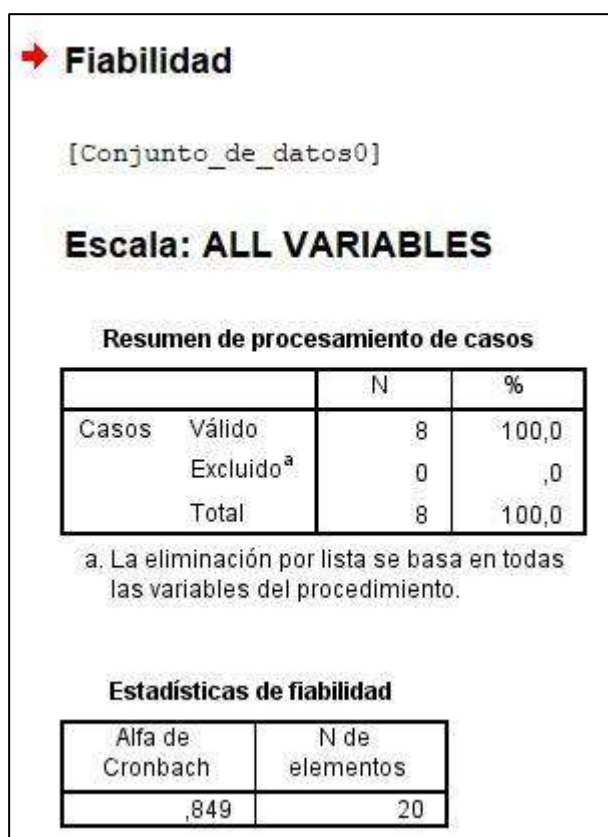 Fiabilidad
[Conjunto_de_datos0]
Escala: ALL VARIABLES
Resumen de procesamiento de casos
N %
Casos Válido 8 100,0
Excluido a 0 ,0
Total 8 100,0
a. La eliminación por lista se basa en todas
las variables del procedimiento.
Estadísticas de fiabilidad
Alfa de N de
Cronbach elementos
,849 20